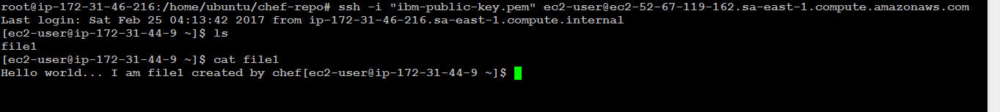 root@ip-172-31-46-216:/home/ubuntu/chef-repo# ssh -i "ibm-public-key.pem" ec2-user@ec2-52-67-119-162.sa-east-1.compute.amazonaws.com
Last login: Sat Feb 25 04:13:42 2017 from ip-172-31-46-216.sa-east-1.compute.internal
[ec2-user@ip-172-31-44-9 ~]$ ls
file1
[ec2-user@ip-172-31-44-9 ~]$ cat file1
Hello world... I am file1 created by chef[ec2-user@ip-172-31-44-9 ~]$